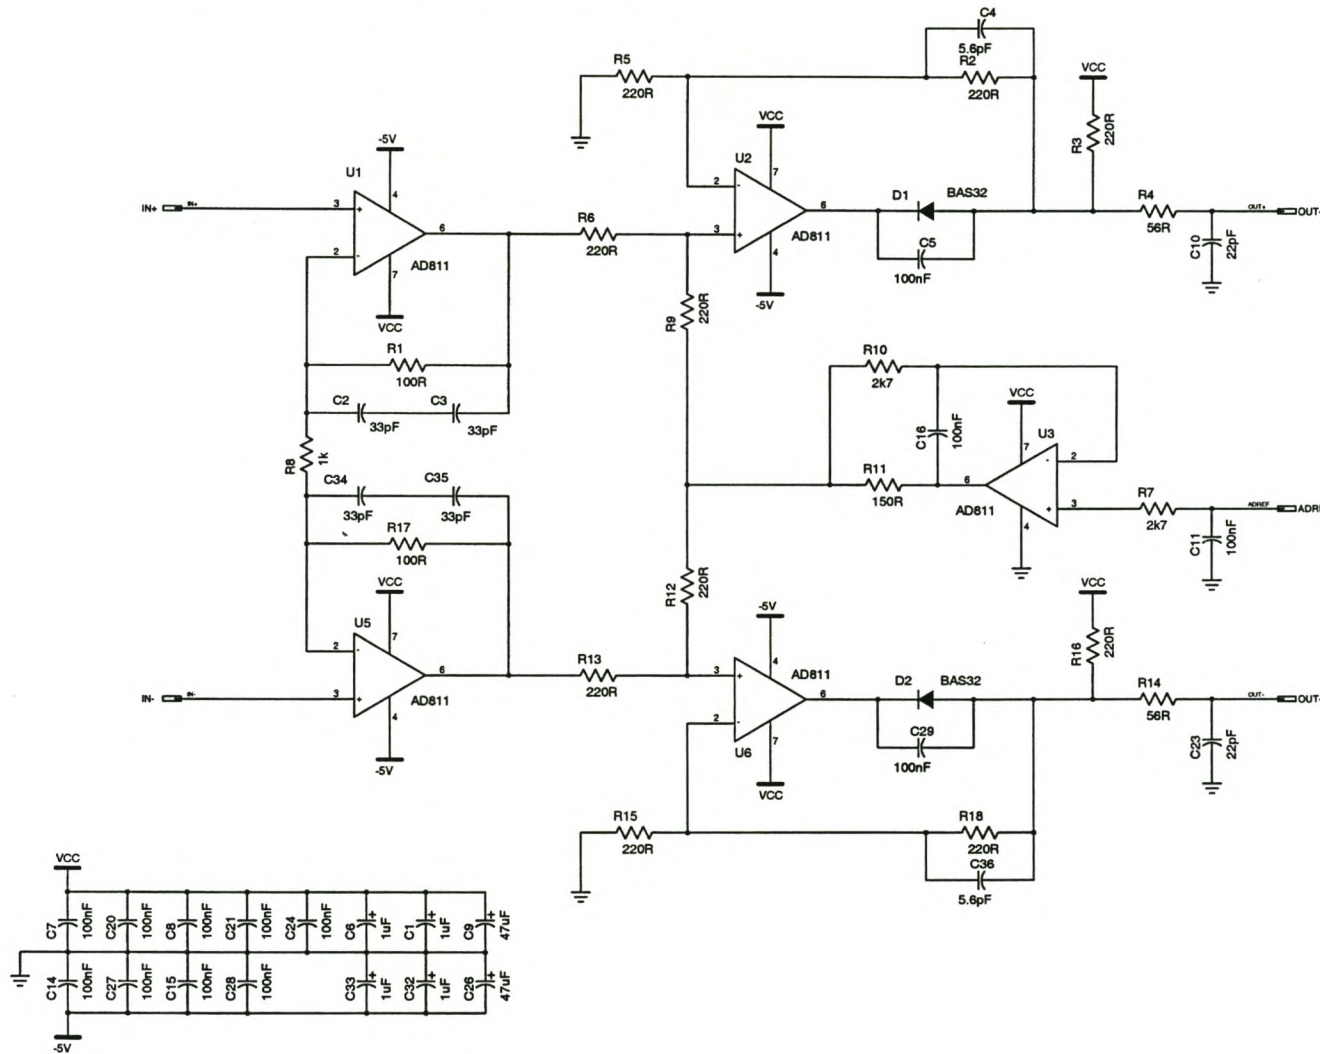 C4
5.6pF
R5
220R
R2
220R
VCC
R3
220R
-5V
U1
VCC
U2
7
4
2
-
IN+
IN+
3
+
6
2
-
7
AD811
VCC
R6
220R
3
+
6
4
AD811
-5V
D1
BAS32
C5
100nF
R4
56R
OUT+
C10
22pF
R9
220R
R1
100R
C2
33pF
C3
33pF
R8
1k
C34
33pF
C35
33pF
R17
100R
R10
2k7
C16
100nF
VCC
U3
7
2
-
R11
150R
6
AD811
3
+
4
R7
2k7
ADREF
C11
100nF
R12
220R
VCC
U5
7
2
-
6
3
+
4
AD811
IN-
IN-
-5V
R13
220R
-5V
4
AD811
3
+
6
2
-
U6
7
VCC
D2
BAS32
C29
100nF
VCC
R16
220R
R14
56R
OUT-
C23
22pF
R15
220R
R18
220R
C36
5.6pF
VCC
C7
100nF
C20
100nF
C8
100nF
C21
100nF
C24
100nF
C6
+
1uF
C1
+
1uF
C9
+
47uF
C14
100nF
C27
100nF
C15
100nF
C28
100nF
C33
+
1uF
C32
+
1uF
C26
+
47uF
-5V